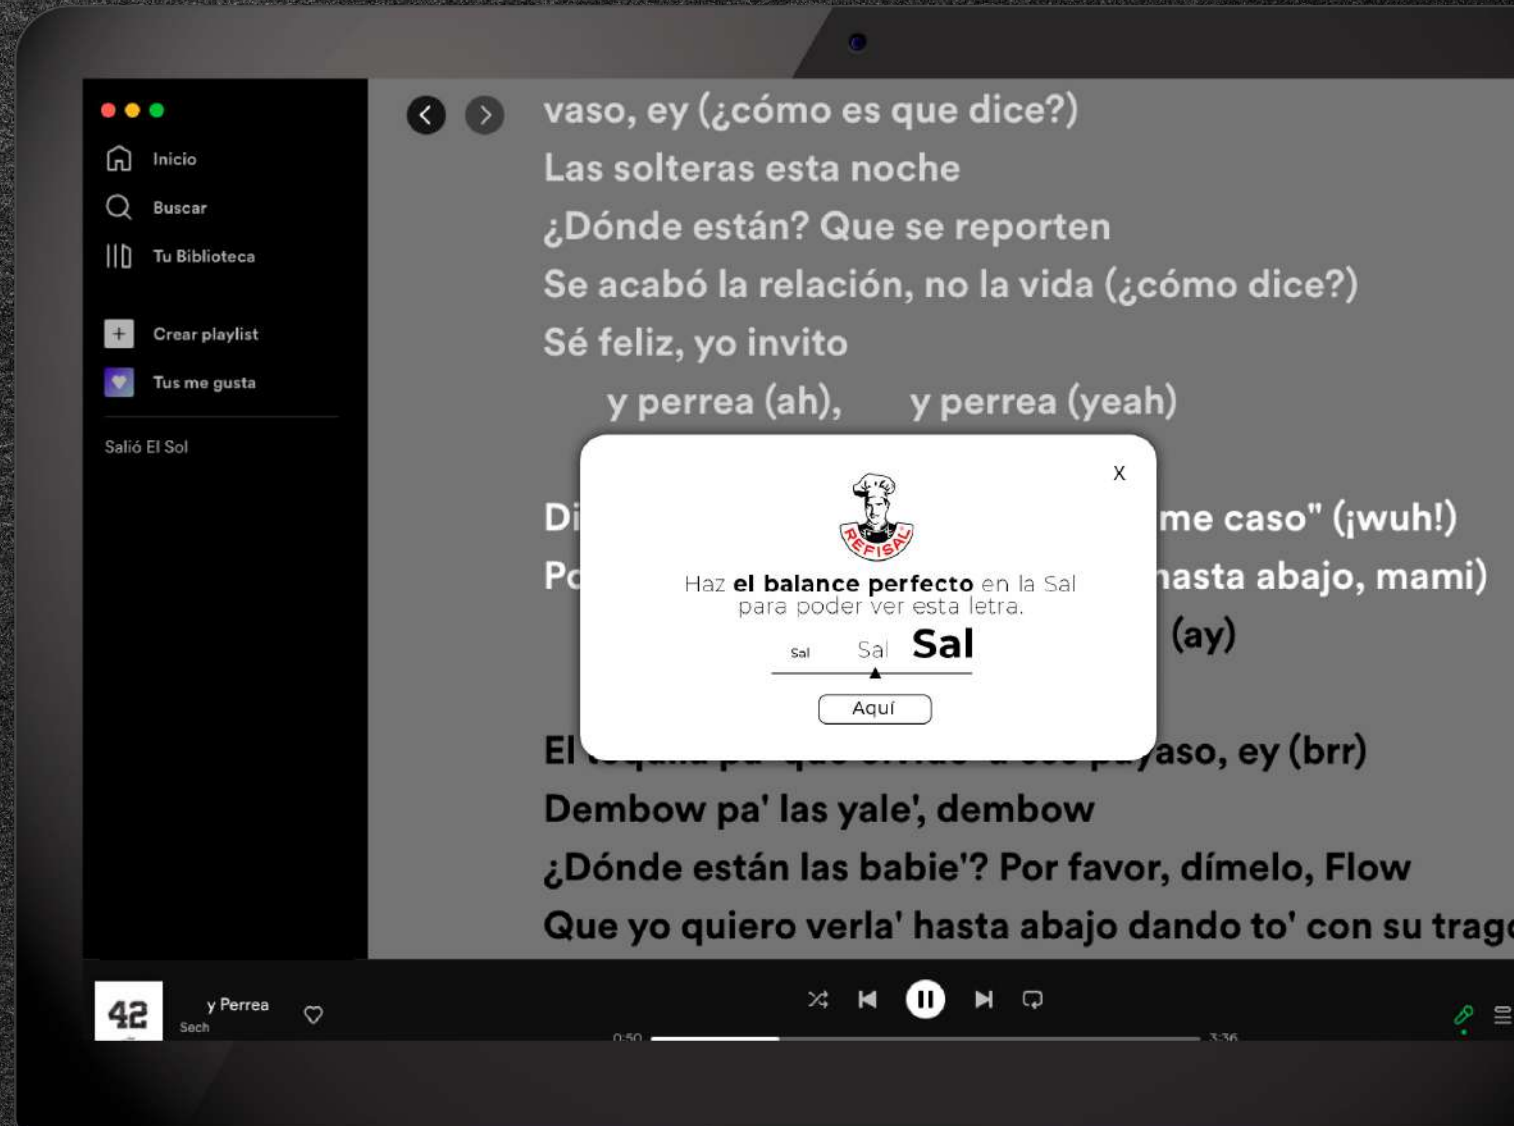 Inicio
Buscar
Tu Biblioteca
Crear playlist
Tus me gusta
Salió El Sol
vaso, ey (¿cómo es que dice?)
Las solteras esta noche
¿Dónde están? Que se reporten
Se acabó la relación, no la vida (¿cómo dice?)
Sé feliz, yo invito
y perrea (ah), y perrea (yeah)
me caso" (¡wuh!)
hasta abajo, mami)
(ay)
El ey (brr)
Dembow pa' las yale', dembow
¿Dónde están las babie'? Por favor, dímelo, Flow
Que yo quiero verla' hasta abajo dando to' con su trago
X
REFISAL
Haz el balance perfecto en la Sal
para poder ver esta letra.
Sal Sal Sal
Aquí
42
y Perrea
Sech
0:50
3:36